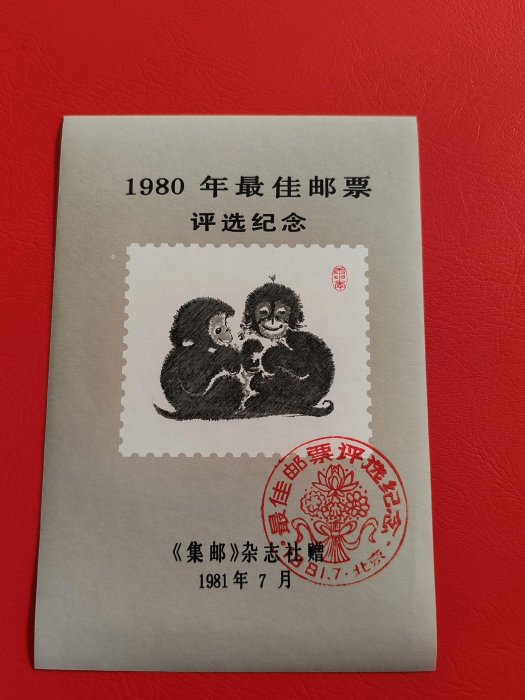 1980 年最佳邮票
评选纪念
《集邮》杂志社赠
1981年 7 月
·最佳邮票评选纪念·
1981.7·北京